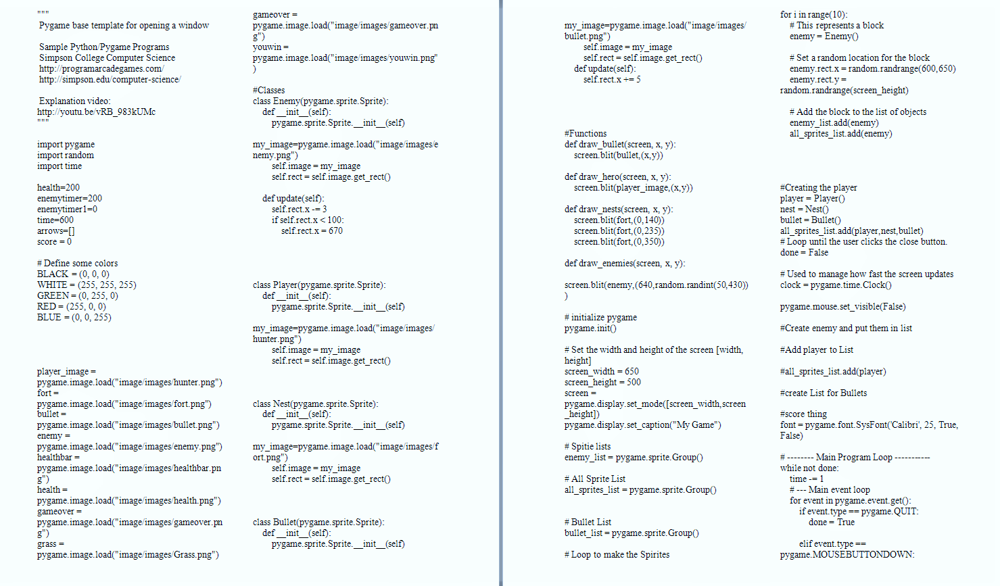 """
Pygame base template for opening a window
Sample Python/Pygame Programs
Simpson College Computer Science
http://programarcadegames.com/
http://simpson.edu/computer-science/
Explanation video:
http://youtu.be/vRB_983kUMc
"""
import pygame
import random
import time
health=200
enemytimer=200
enemytimer1=0
time=600
arrows=[]
score = 0
# Define some colors
BLACK = (0, 0, 0)
WHITE = (255, 255, 255)
GREEN = (0, 255, 0)
RED = (255, 0, 0)
BLUE = (0, 0, 255)
player_image =
pygame.image.load("image/images/hunter.png")
fort =
pygame.image.load("image/images/fort.png")
bullet =
pygame.image.load("image/images/bullet.png")
enemy =
pygame.image.load("image/images/enemy.png")
healthbar =
pygame.image.load("image/images/healthbar.pn
g")
health =
pygame.image.load("image/images/health.png")
gameover =
pygame.image.load("image/images/gameover.pn
g")
grass =
pygame.image.load("image/images/Grass.png")
gameover =
pygame.image.load("image/images/gameover.pn
g")
youwin =
pygame.image.load("image/images/youwin.png"
)
#Classes
class Enemy(pygame.sprite.Sprite):
    def __init__(self):
        pygame.sprite.Sprite.__init__(self)
my_image=pygame.image.load("image/images/e
nemy.png")
        self.image = my_image
        self.rect = self.image.get_rect()
    def update(self):
        self.rect.x -= 3
        if self.rect.x < 100:
            self.rect.x = 670
class Player(pygame.sprite.Sprite):
    def __init__(self):
        pygame.sprite.Sprite.__init__(self)
my_image=pygame.image.load("image/images/
hunter.png")
        self.image = my_image
        self.rect = self.image.get_rect()
class Nest(pygame.sprite.Sprite):
    def __init__(self):
        pygame.sprite.Sprite.__init__(self)
my_image=pygame.image.load("image/images/f
ort.png")
        self.image = my_image
        self.rect = self.image.get_rect()
class Bullet(pygame.sprite.Sprite):
    def __init__(self):
        pygame.sprite.Sprite.__init__(self)
my_image=pygame.image.load("image/images/
bullet.png")
        self.image = my_image
        self.rect = self.image.get_rect()
    def update(self):
        self.rect.x += 5
#Functions
def draw_bullet(screen, x, y):
    screen.blit(bullet,(x,y))
def draw_hero(screen, x, y):
    screen.blit(player_image,(x,y))
def draw_nests(screen, x, y):
    screen.blit(fort,(0,140))
    screen.blit(fort,(0,235))
    screen.blit(fort,(0,350))
def draw_enemies(screen, x, y):
screen.blit(enemy,(640,random.randint(50,430))
)
# initialize pygame
pygame.init()
# Set the width and height of the screen [width,
height]
screen_width = 650
screen_height = 500
screen =
pygame.display.set_mode([screen_width,screen
_height])
pygame.display.set_caption("My Game")
# Spitie lists
enemy_list = pygame.sprite.Group()
# All Sprite List
all_sprites_list = pygame.sprite.Group()
# Bullet List
bullet_list = pygame.sprite.Group()
# Loop to make the Spirites
for i in range(10):
    # This represents a block
    enemy = Enemy()
    # Set a random location for the block
    enemy.rect.x = random.randrange(600,650)
    enemy.rect.y =
random.randrange(screen_height)
    # Add the block to the list of objects
    enemy_list.add(enemy)
    all_sprites_list.add(enemy)
#Creating the player
player = Player()
nest = Nest()
bullet = Bullet()
all_sprites_list.add(player,nest,bullet)
# Loop until the user clicks the close button.
done = False
# Used to manage how fast the screen updates
clock = pygame.time.Clock()
pygame.mouse.set_visible(False)
#Create enemy and put them in list
#Add player to List
#all_sprites_list.add(player)
#create List for Bullets
#score thing
font = pygame.font.SysFont('Calibri', 25, True,
False)
# -------- Main Program Loop -----------
while not done:
    time -= 1
    # --- Main event loop
    for event in pygame.event.get():
        if event.type == pygame.QUIT:
            done = True
        elif event.type ==
pygame.MOUSEBUTTONDOWN: